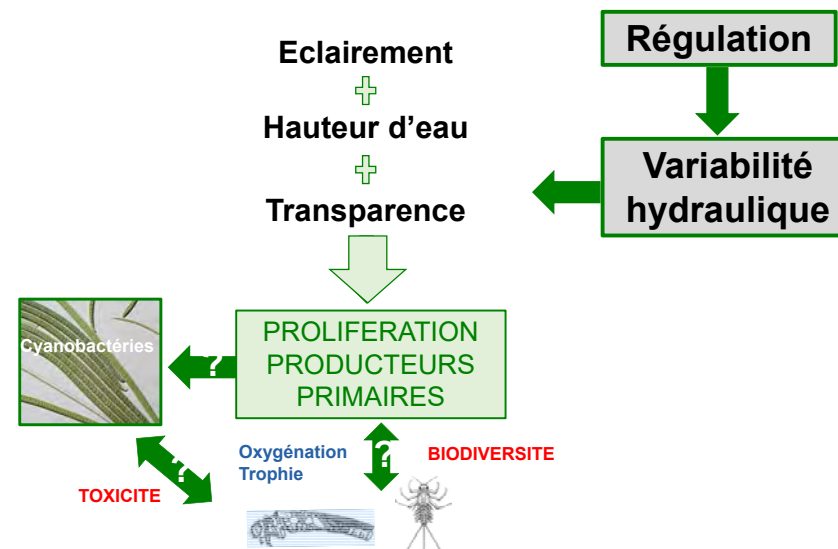 Eclairement
Hauteur d’eau
Transparence
Régulation
Variabilité
hydraulique
PROLIFERATION
PRODUCTEURS
PRIMAIRES
Cyanobactéries
?
?
?
Oxygénation
Trophie
BIODIVERSITE
TOXICITE